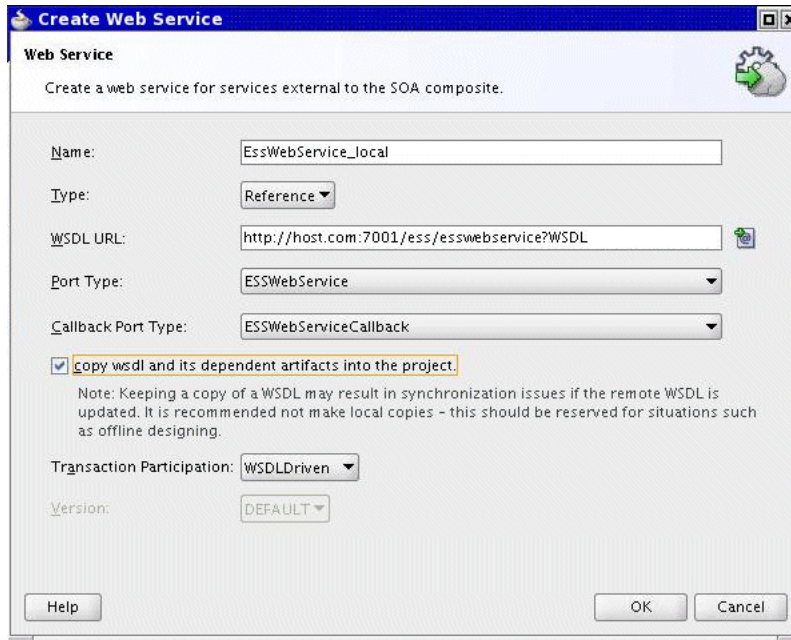 Create Web Service
Web Service
Create a web service for services external to the SOA composite.
Name: EssWebService_local
Type: Reference
WSDL URL: http://host.com:7001/ess/esswebservice?WSDL
Port Type: ESSWebService
Callback Port Type: ESSWebServiceCallback
copy wsdl and its dependent artifacts into the project.
Note: Keeping a copy of a WSDL may result in synchronization issues if the remote WSDL is
updated. It is recommended not make local copies - this should be reserved for situations such
as offline designing.
Transaction Participation: WSDLDriven
Version: DEFAULT
Help OK Cancel